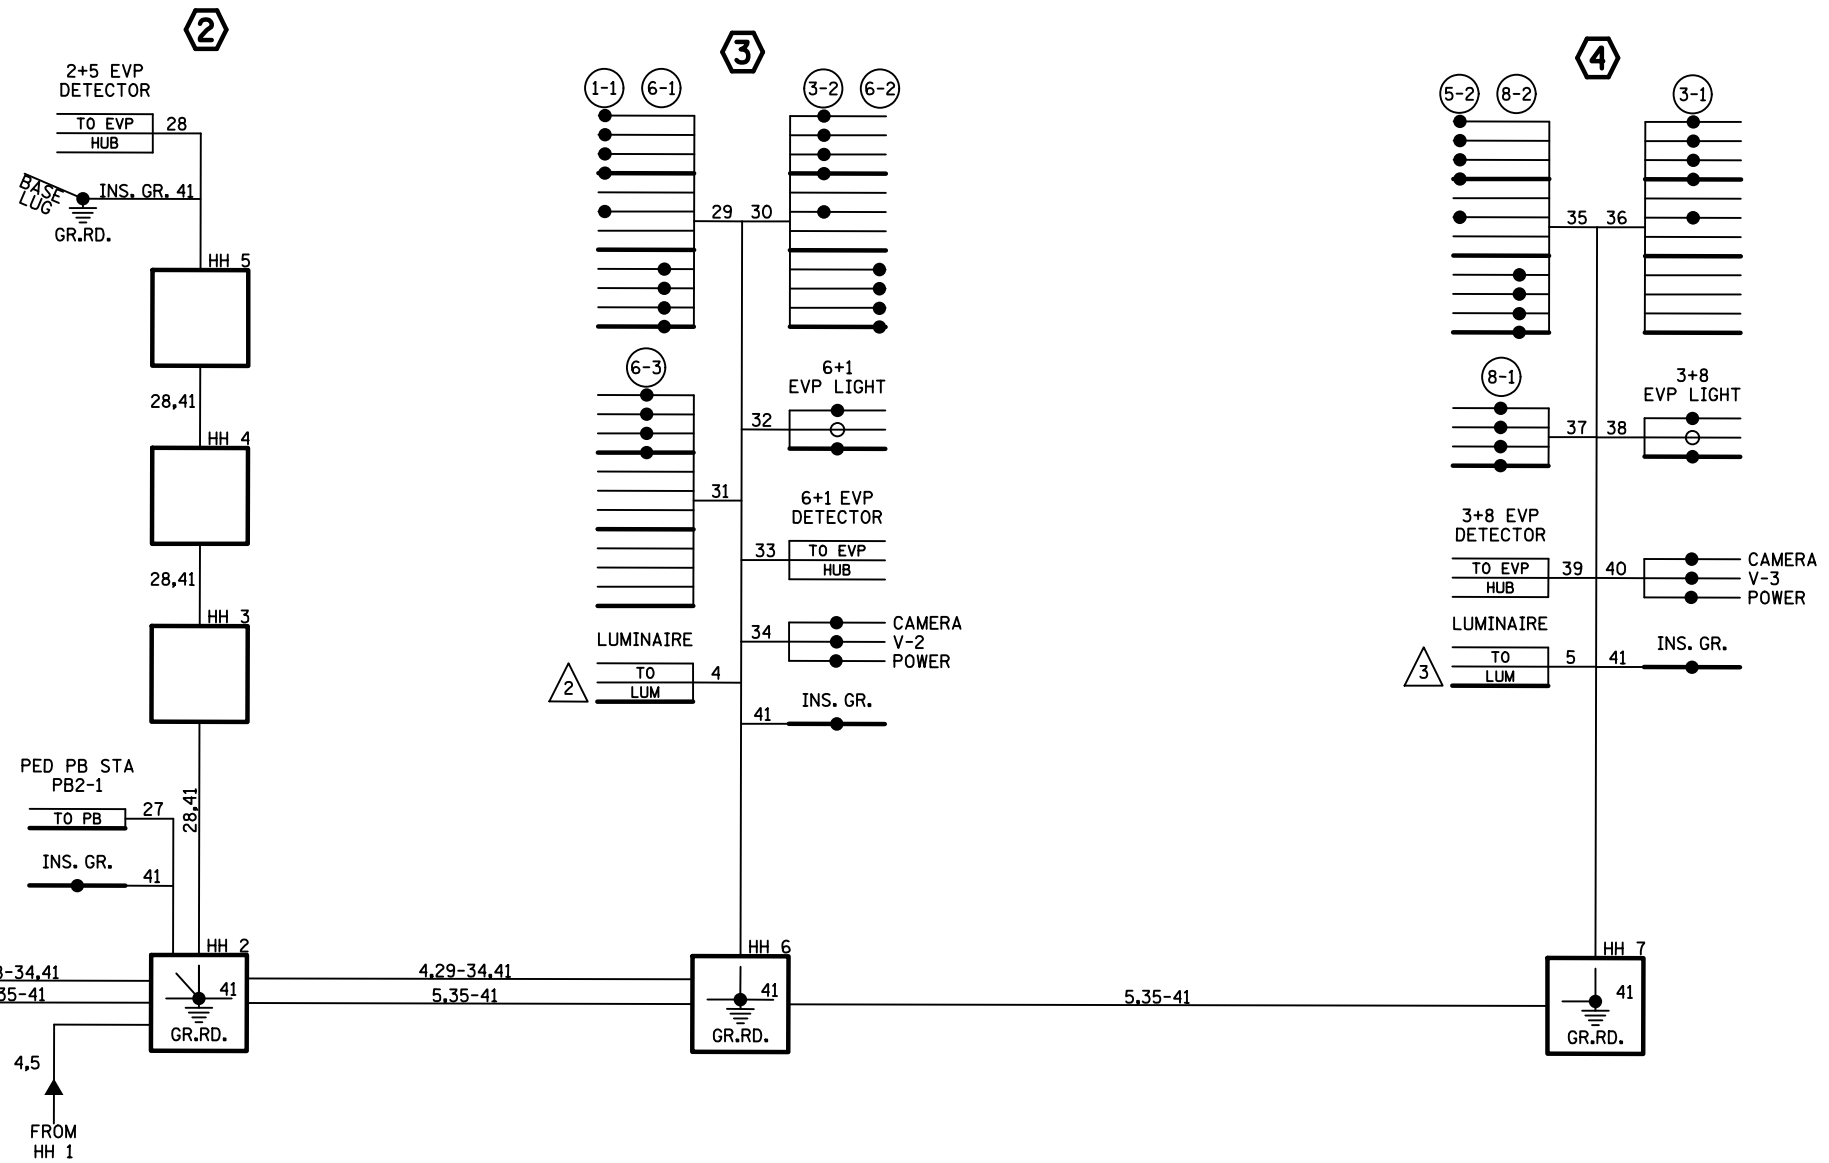 2
2+5 EVP
DETECTOR
TO EVP
HUB
28
BASE
LUG
INS. GR. 41
GR.RD.
HH 5
28,41
HH 4
28,41
HH 3
28,41
PED PB STA
PB2-1
TO PB
27
INS. GR.
41
HH 2
-34,41
35-41
41
GR.RD.
4,5
FROM
HH 1
4,29-34,41
5,35-41
3
1-1
6-1
3-2
6-2
29
30
6-3
31
6+1
EVP LIGHT
32
6+1 EVP
DETECTOR
33
TO EVP
HUB
LUMINAIRE
2
TO
LUM
4
34
CAMERA
V-2
POWER
INS. GR.
41
HH 6
41
GR.RD.
5,35-41
4
5-2
8-2
3-1
35
36
8-1
37
38
3+8
EVP LIGHT
3+8 EVP
DETECTOR
TO EVP
HUB
39
40
CAMERA
V-3
POWER
LUMINAIRE
3
TO
LUM
5
41
INS. GR.
HH 7
41
GR.RD.